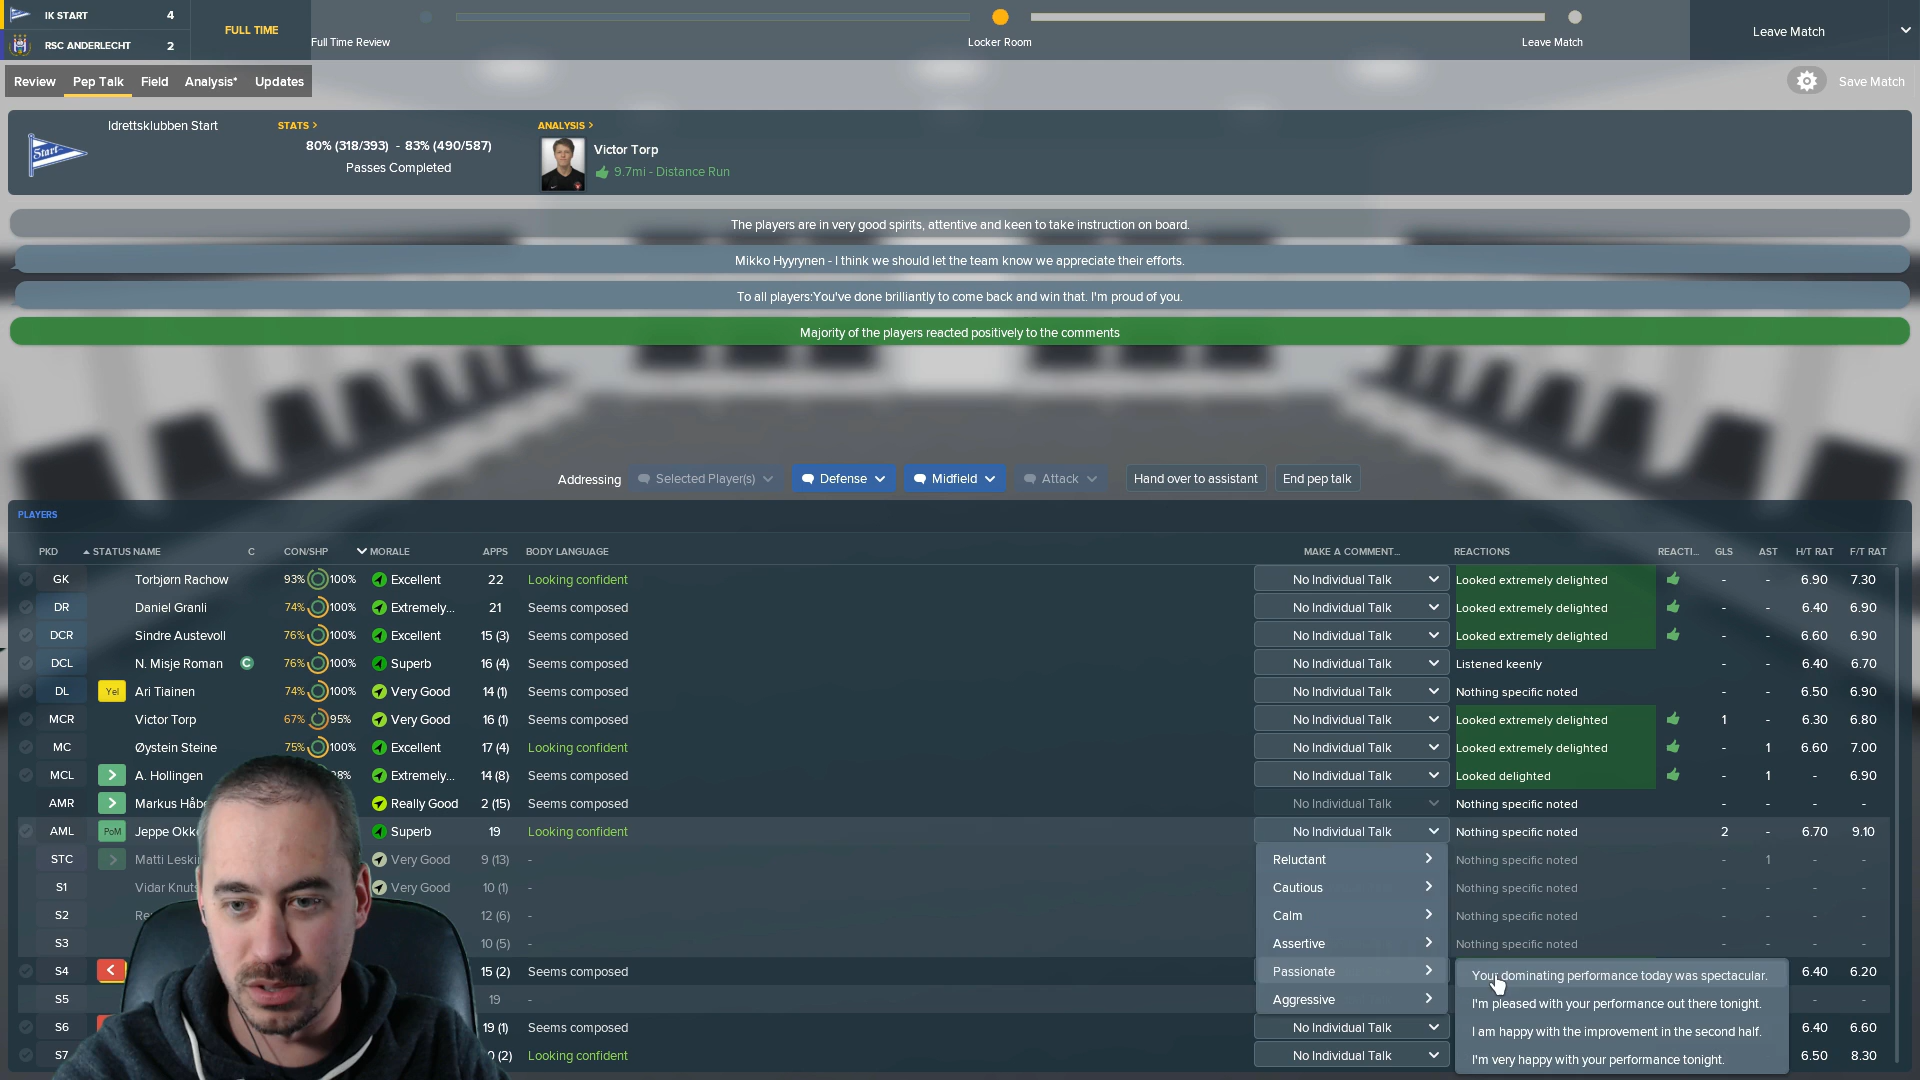 IK START 4
RSC ANDERLECHT 2
FULL TIME
Full Time Review
Locker Room
Leave Match
Leave Match
Review Pep Talk Field Analysis* Updates
Save Match
Start
Idrettsklubben Start
STATS >
80% (318/393) - 83% (490/587)
Passes Completed
ANALYSIS >
Victor Torp
9.7mi - Distance Run
The players are in very good spirits, attentive and keen to take instruction on board.
Mikko Hyyrynen - I think we should let the team know we appreciate their efforts.
To all players:You've done brilliantly to come back and win that. I'm proud of you.
Majority of the players reacted positively to the comments
Addressing Selected Player(s) Defense Midfield Attack Hand over to assistant End pep talk
PLAYERS
PKD STATUS NAME C CON/SHP MORALE APPS BODY LANGUAGE MAKE A COMMENT... REACTIONS REACTI... GLS AST H/T RAT F/T RAT
GK Torbjørn Rachow 93% 100% Excellent 22 Looking confident No Individual Talk Looked extremely delighted - - 6.90 7.30
DR Daniel Granli 74% 100% Extremely... 21 Seems composed No Individual Talk Looked extremely delighted - - 6.40 6.90
DCR Sindre Austevoll 76% 100% Excellent 15 (3) Seems composed No Individual Talk Looked extremely delighted - - 6.60 6.90
DCL N. Misje Roman C 76% 100% Superb 16 (4) Seems composed No Individual Talk Listened keenly - - 6.40 6.70
DL Yel Ari Tiainen 74% 100% Very Good 14 (1) Seems composed No Individual Talk Nothing specific noted - - 6.50 6.90
MCR Victor Torp 67% 95% Very Good 16 (1) Seems composed No Individual Talk Looked extremely delighted 1 - 6.30 6.80
MC Øystein Steine 75% 100% Excellent 17 (4) Looking confident No Individual Talk Looked extremely delighted - 1 6.60 7.00
MCL A. Hollingen 98% Extremely... 14 (8) Seems composed No Individual Talk Looked delighted - 1 - 6.90
AMR Markus Håbe Really Good 2 (15) Seems composed No Individual Talk Nothing specific noted - - - -
AML PoM Jeppe Okk Superb 19 Looking confident No Individual Talk Nothing specific noted 2 - 6.70 9.10
STC Matti Leski Very Good 9 (13) - Nothing specific noted - 1 - -
S1 Vidar Knuts Very Good 10 (1) - Nothing specific noted - - - -
S2 Re 12 (6) - Nothing specific noted - - - -
S3 10 (5) - Nothing specific noted - - - -
S4 15 (2) Seems composed 6.40 6.20
S5 19 - - -
S6 19 (1) Seems composed No Individual Talk 6.40 6.60
S7 0 (2) Looking confident No Individual Talk 6.50 8.30
Reluctant
Cautious
Calm
Assertive
Passionate
Aggressive
Your dominating performance today was spectacular.
I'm pleased with your performance out there tonight.
I am happy with the improvement in the second half.
I'm very happy with your performance tonight.